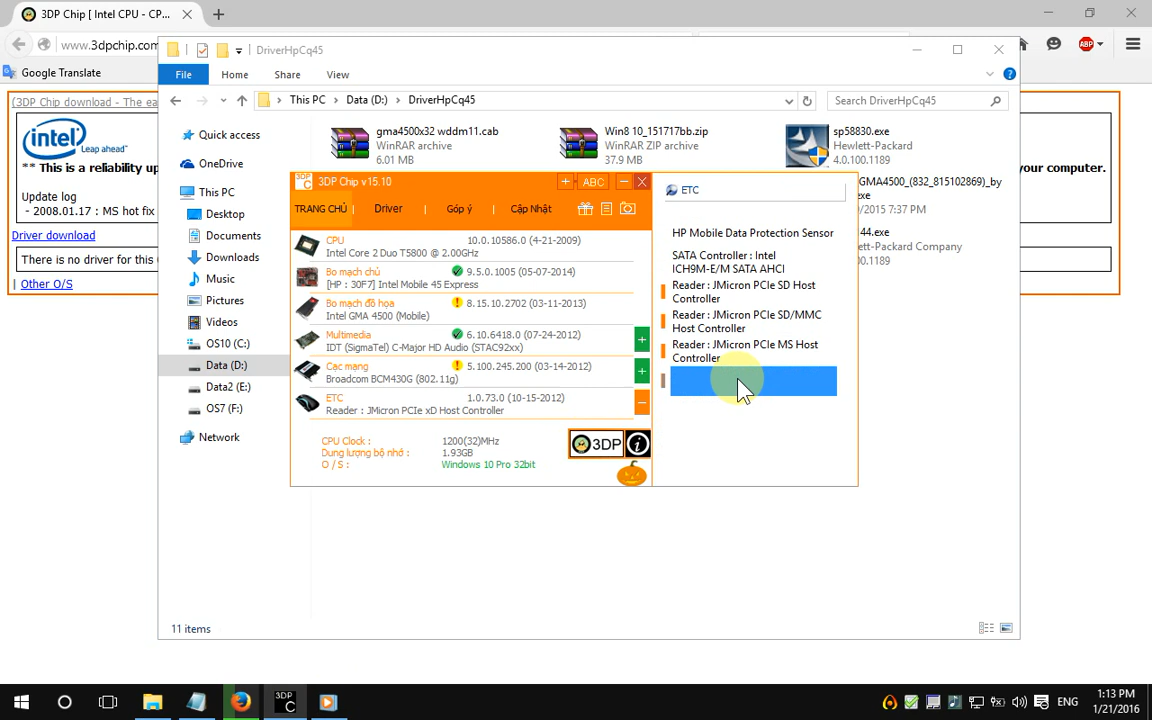 3DP Chip [ Intel CPU - CP...
www.3dpchip.com
ABP
Google Translate
(3DP Chip download - The ea
intel
Leap ahead™
** This is a reliability up
your computer.
Update log
- 2008.01.17 : MS hot fix
Driver download
There is no driver for this
| Other O/S
DriverHpCq45
File
Home
Share
View
This PC
Data (D:)
DriverHpCq45
Search DriverHpCq45
Quick access
OneDrive
This PC
Desktop
Documents
Downloads
Music
Pictures
Videos
OS10 (C:)
Data (D:)
Data2 (E:)
OS7 (F:)
Network
gma4500x32 wddm11.cab
WinRAR archive
6.01 MB
Win8 10_151717bb.zip
WinRAR ZIP archive
37.9 MB
sp58830.exe
Hewlett-Packard
4.0.100.1189
GMA4500_(832_815102869)_by
exe
/2015 7:37 PM
44.exe
lett-Packard Company
00.1189
11 items
3DP Chip v15.10
ABC
TRANG CHỦ
Driver
Góp ý
Cập Nhật
CPU
10.0.10586.0 (4-21-2009)
Intel Core 2 Duo T5800 @ 2.00GHz
Bo mạch chủ
9.5.0.1005 (05-07-2014)
[HP : 30F7] Intel Mobile 45 Express
Bo mạch đồ họa
8.15.10.2702 (03-11-2013)
Intel GMA 4500 (Mobile)
Multimedia
6.10.6418.0 (07-24-2012)
IDT (SigmaTel) C-Major HD Audio (STAC92xx)
Cạc mạng
5.100.245.200 (03-14-2012)
Broadcom BCM430G (802.11g)
ETC
1.0.73.0 (10-15-2012)
Reader : JMicron PCIe xD Host Controller
CPU Clock :
1200(32)MHz
Dung lượng bộ nhớ :
1.93GB
O / S :
Windows 10 Pro 32bit
3DP
ETC
HP Mobile Data Protection Sensor
SATA Controller : Intel
ICH9M-E/M SATA AHCI
Reader : JMicron PCIe SD Host
Controller
Reader : JMicron PCIe SD/MMC
Host Controller
Reader : JMicron PCIe MS Host
Controller
3DP
C
ENG
1:13 PM
1/21/2016